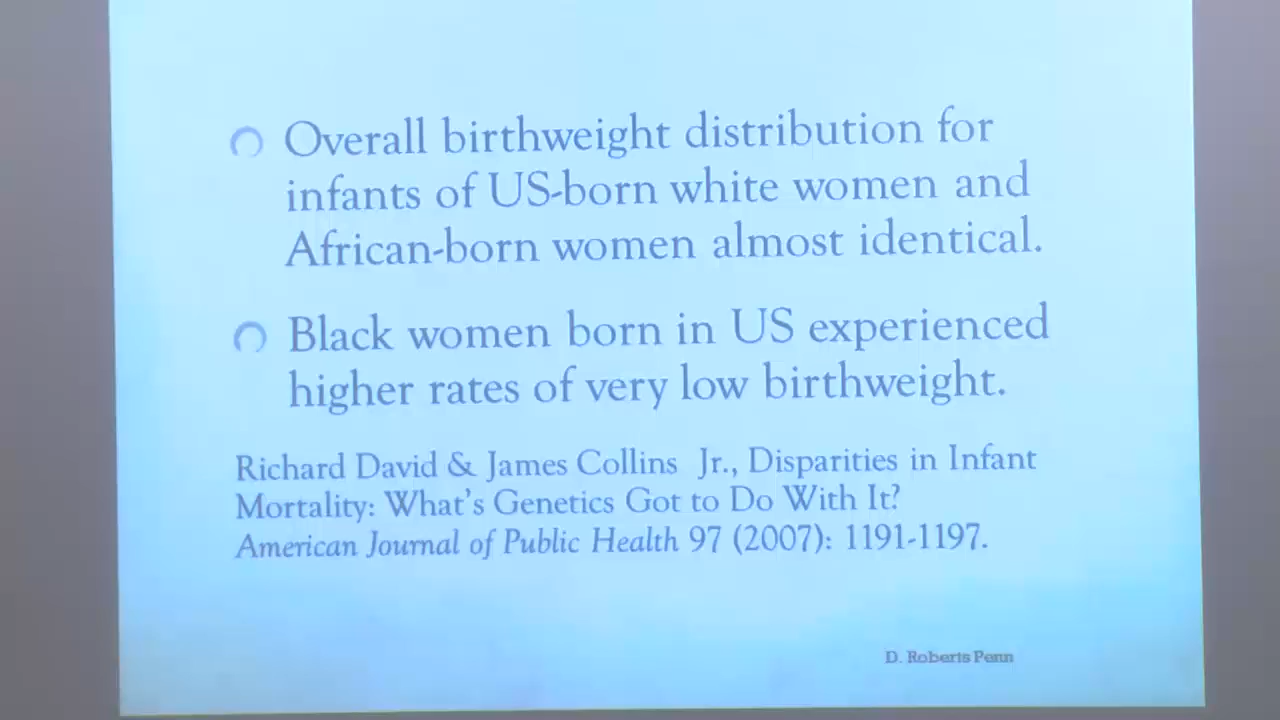 Overall birthweight distribution for
infants of US-born white women and
African-born women almost identical.
Black women born in US experienced
higher rates of very low birthweight.
Richard David & James Collins Jr., Disparities in Infant
Mortality: What's Genetics Got to Do With It?
American Journal of Public Health 97 (2007): 1191-1197.
D. Roberts Penn